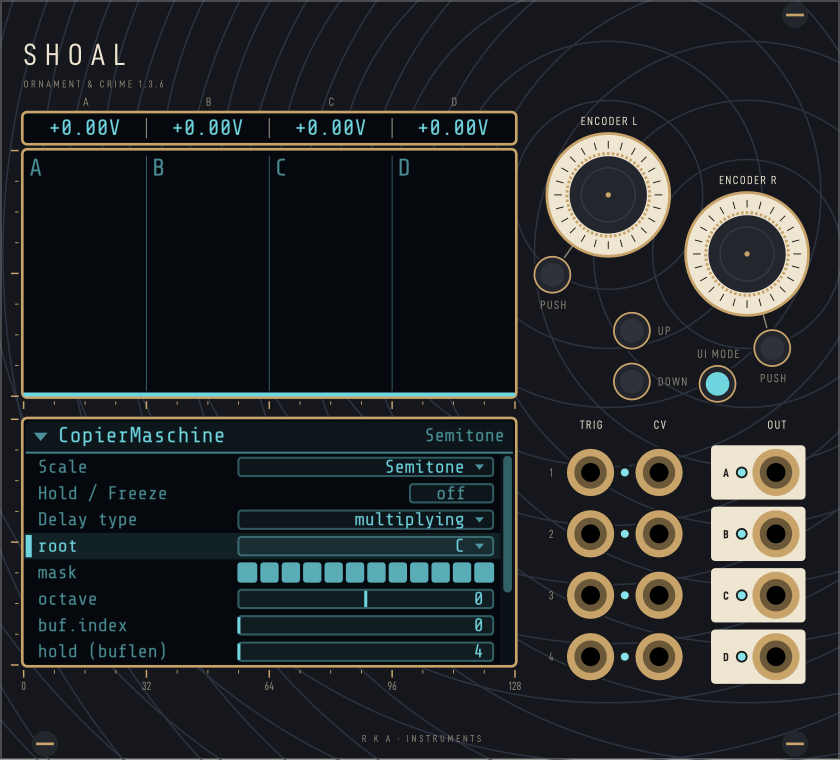 SHOAL
ORNAMENT & CRIME 1.3.6
A B C D
+0.00V +0.00V +0.00V +0.00V
A B C D
ENCODER L
ENCODER R
PUSH
UP
UI MODE
DOWN
PUSH
CopierMaschine Semitone
Scale Semitone
Hold / Freeze off
Delay type multiplying
root C
mask
octave 0
buf.index 0
hold (buflen) 4
0 32 64 96 128
TRIG CV OUT
1 A
2 B
3 C
4 D
RKA · INSTRUMENTS